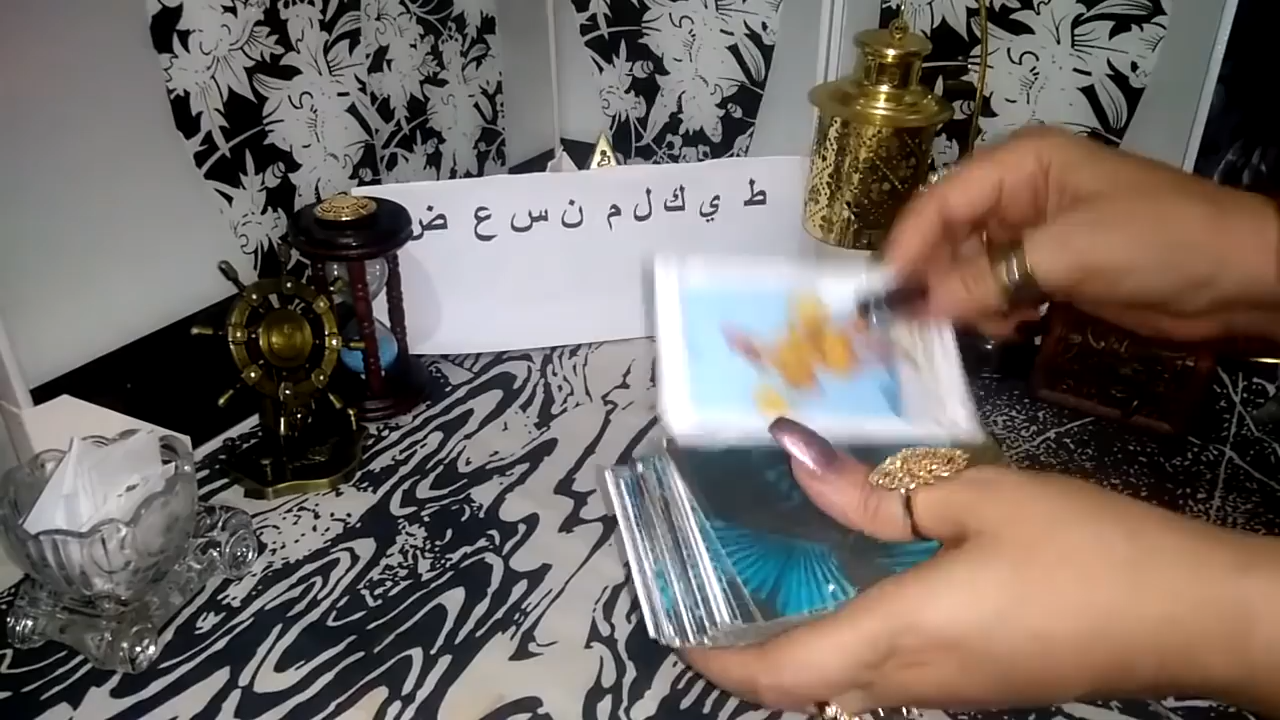 ط ي ك ل م ن س ع ض